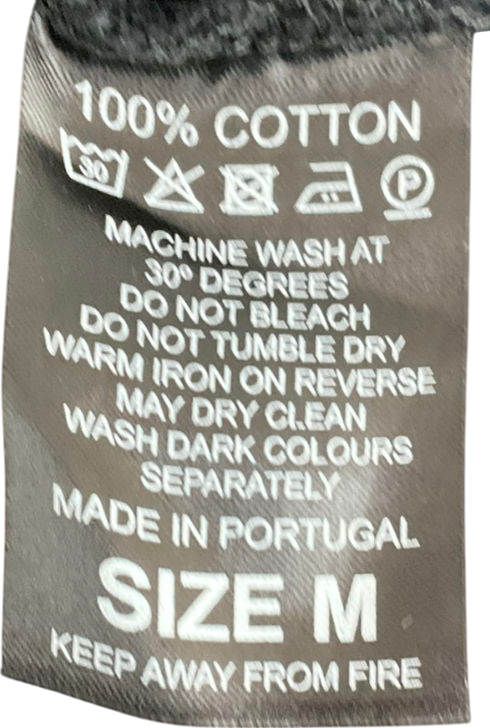 100% COTTON
30 P
MACHINE WASH AT
30º DEGREES
DO NOT BLEACH
DO NOT TUMBLE DRY
WARM IRON ON REVERSE
MAY DRY CLEAN
WASH DARK COLOURS
SEPARATELY
MADE IN PORTUGAL
SIZE M
KEEP AWAY FROM FIRE